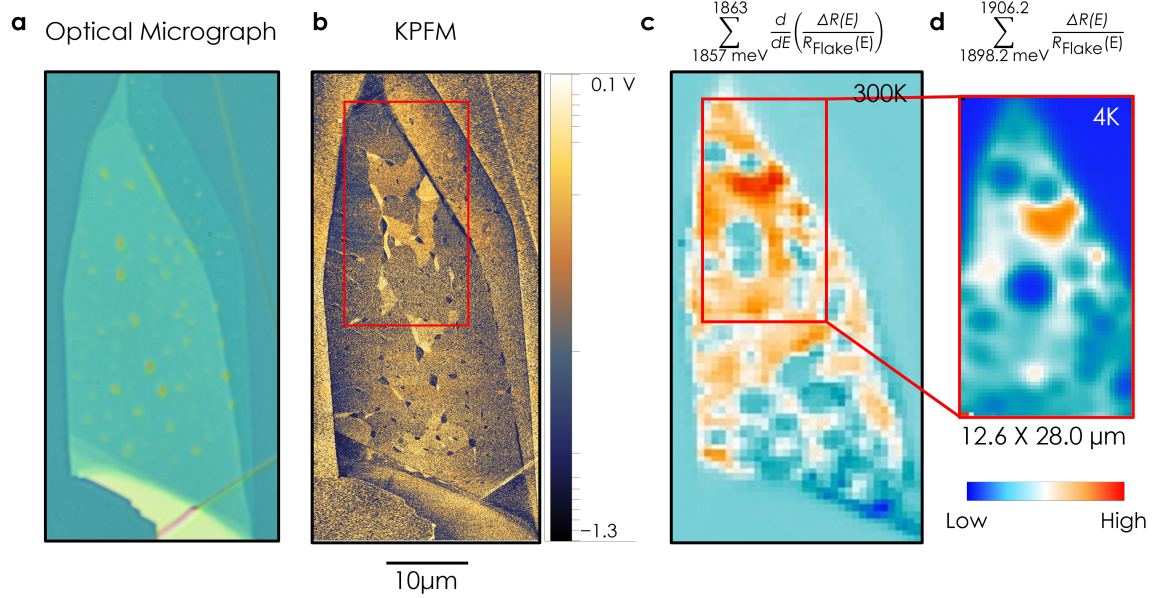 a Optical Micrograph
b KPFM
0.1 V
−1.3
10μm
c 1863 ∑ 1857 meV d/dE (ΔR(E)/R_Flake(E))
300K
d 1906.2 ∑ 1898.2 meV ΔR(E)/R_Flake(E)
4K
12.6 X 28.0 μm
Low High